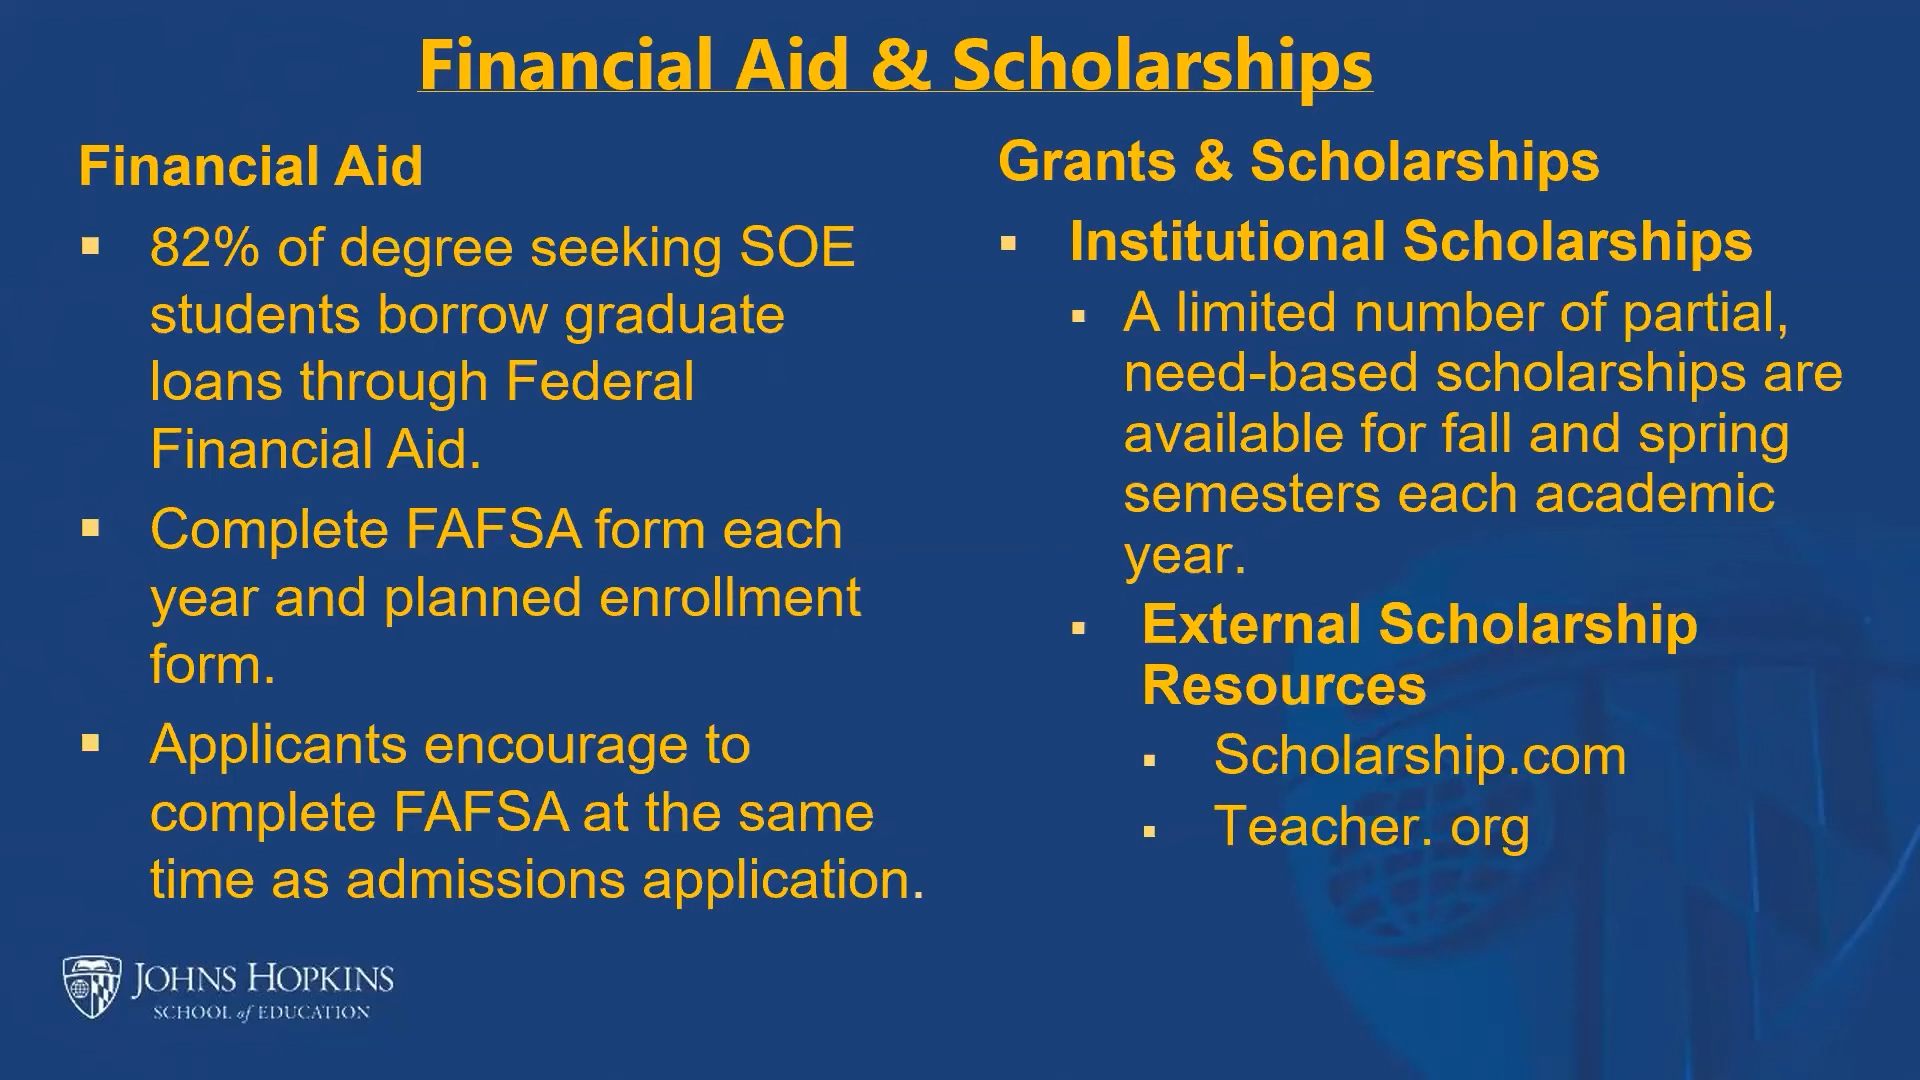 Financial Aid & Scholarships
Financial Aid
▪ 82% of degree seeking SOE
students borrow graduate
loans through Federal
Financial Aid.
▪ Complete FAFSA form each
year and planned enrollment
form.
▪ Applicants encourage to
complete FAFSA at the same
time as admissions application.
Grants & Scholarships
▪ Institutional Scholarships
▪ A limited number of partial,
need-based scholarships are
available for fall and spring
semesters each academic
year.
▪ External Scholarship
Resources
▪ Scholarship.com
▪ Teacher. org
JOHNS HOPKINS
SCHOOL of EDUCATION